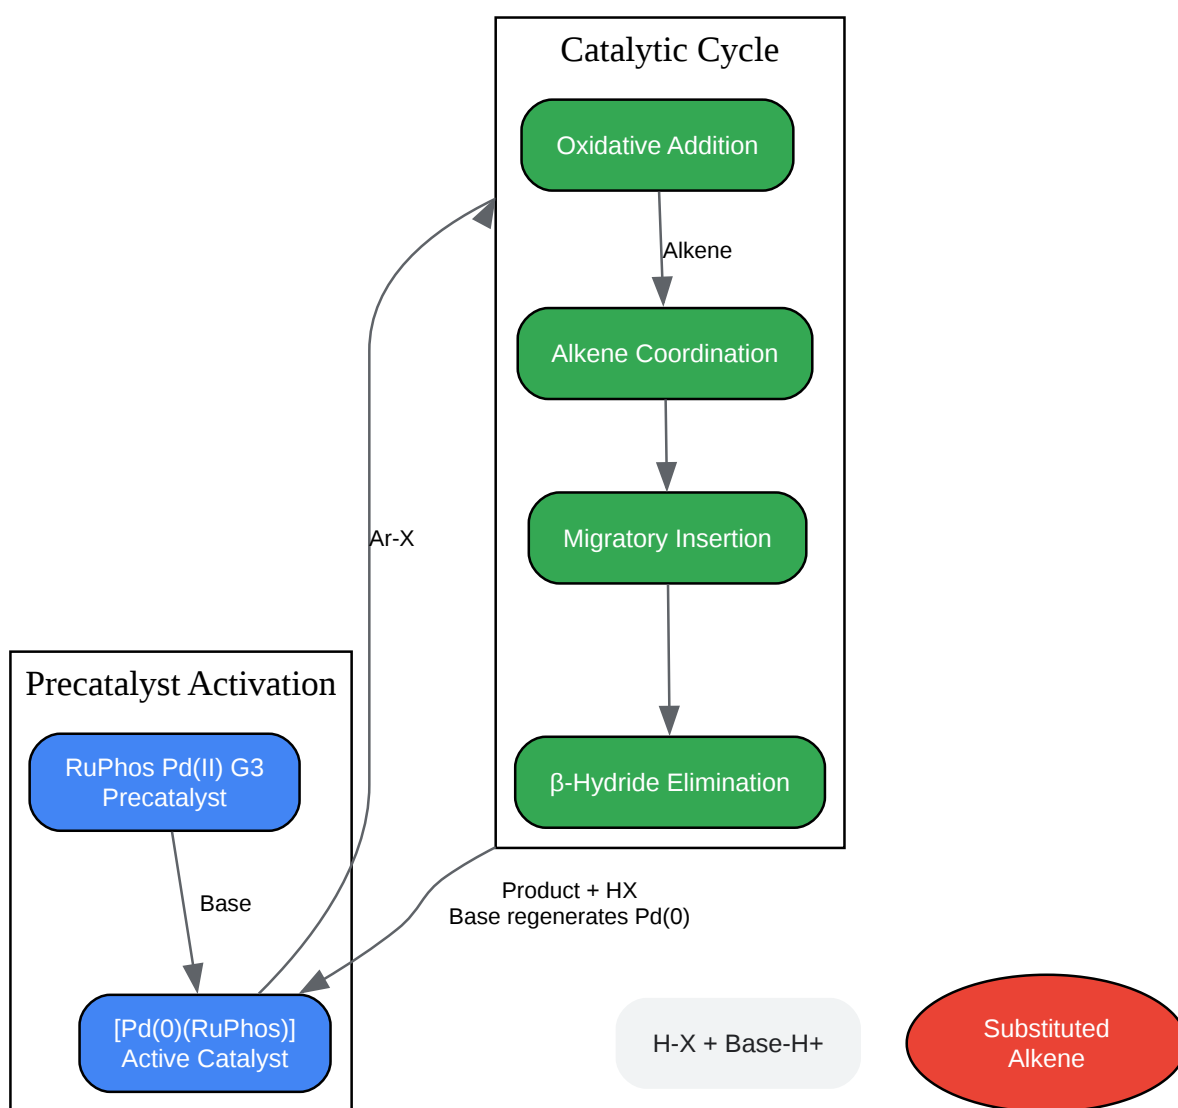 Catalytic Cycle
Oxidative Addition
Alkene
Alkene Coordination
Ar-X
Migratory Insertion
Precatalyst Activation
RuPhos Pd(II) G3
Precatalyst
β-Hydride Elimination
Base
Product + HX
Base regenerates Pd(0)
[Pd(0)(RuPhos)]
Active Catalyst
H-X + Base-H+
Substituted
Alkene